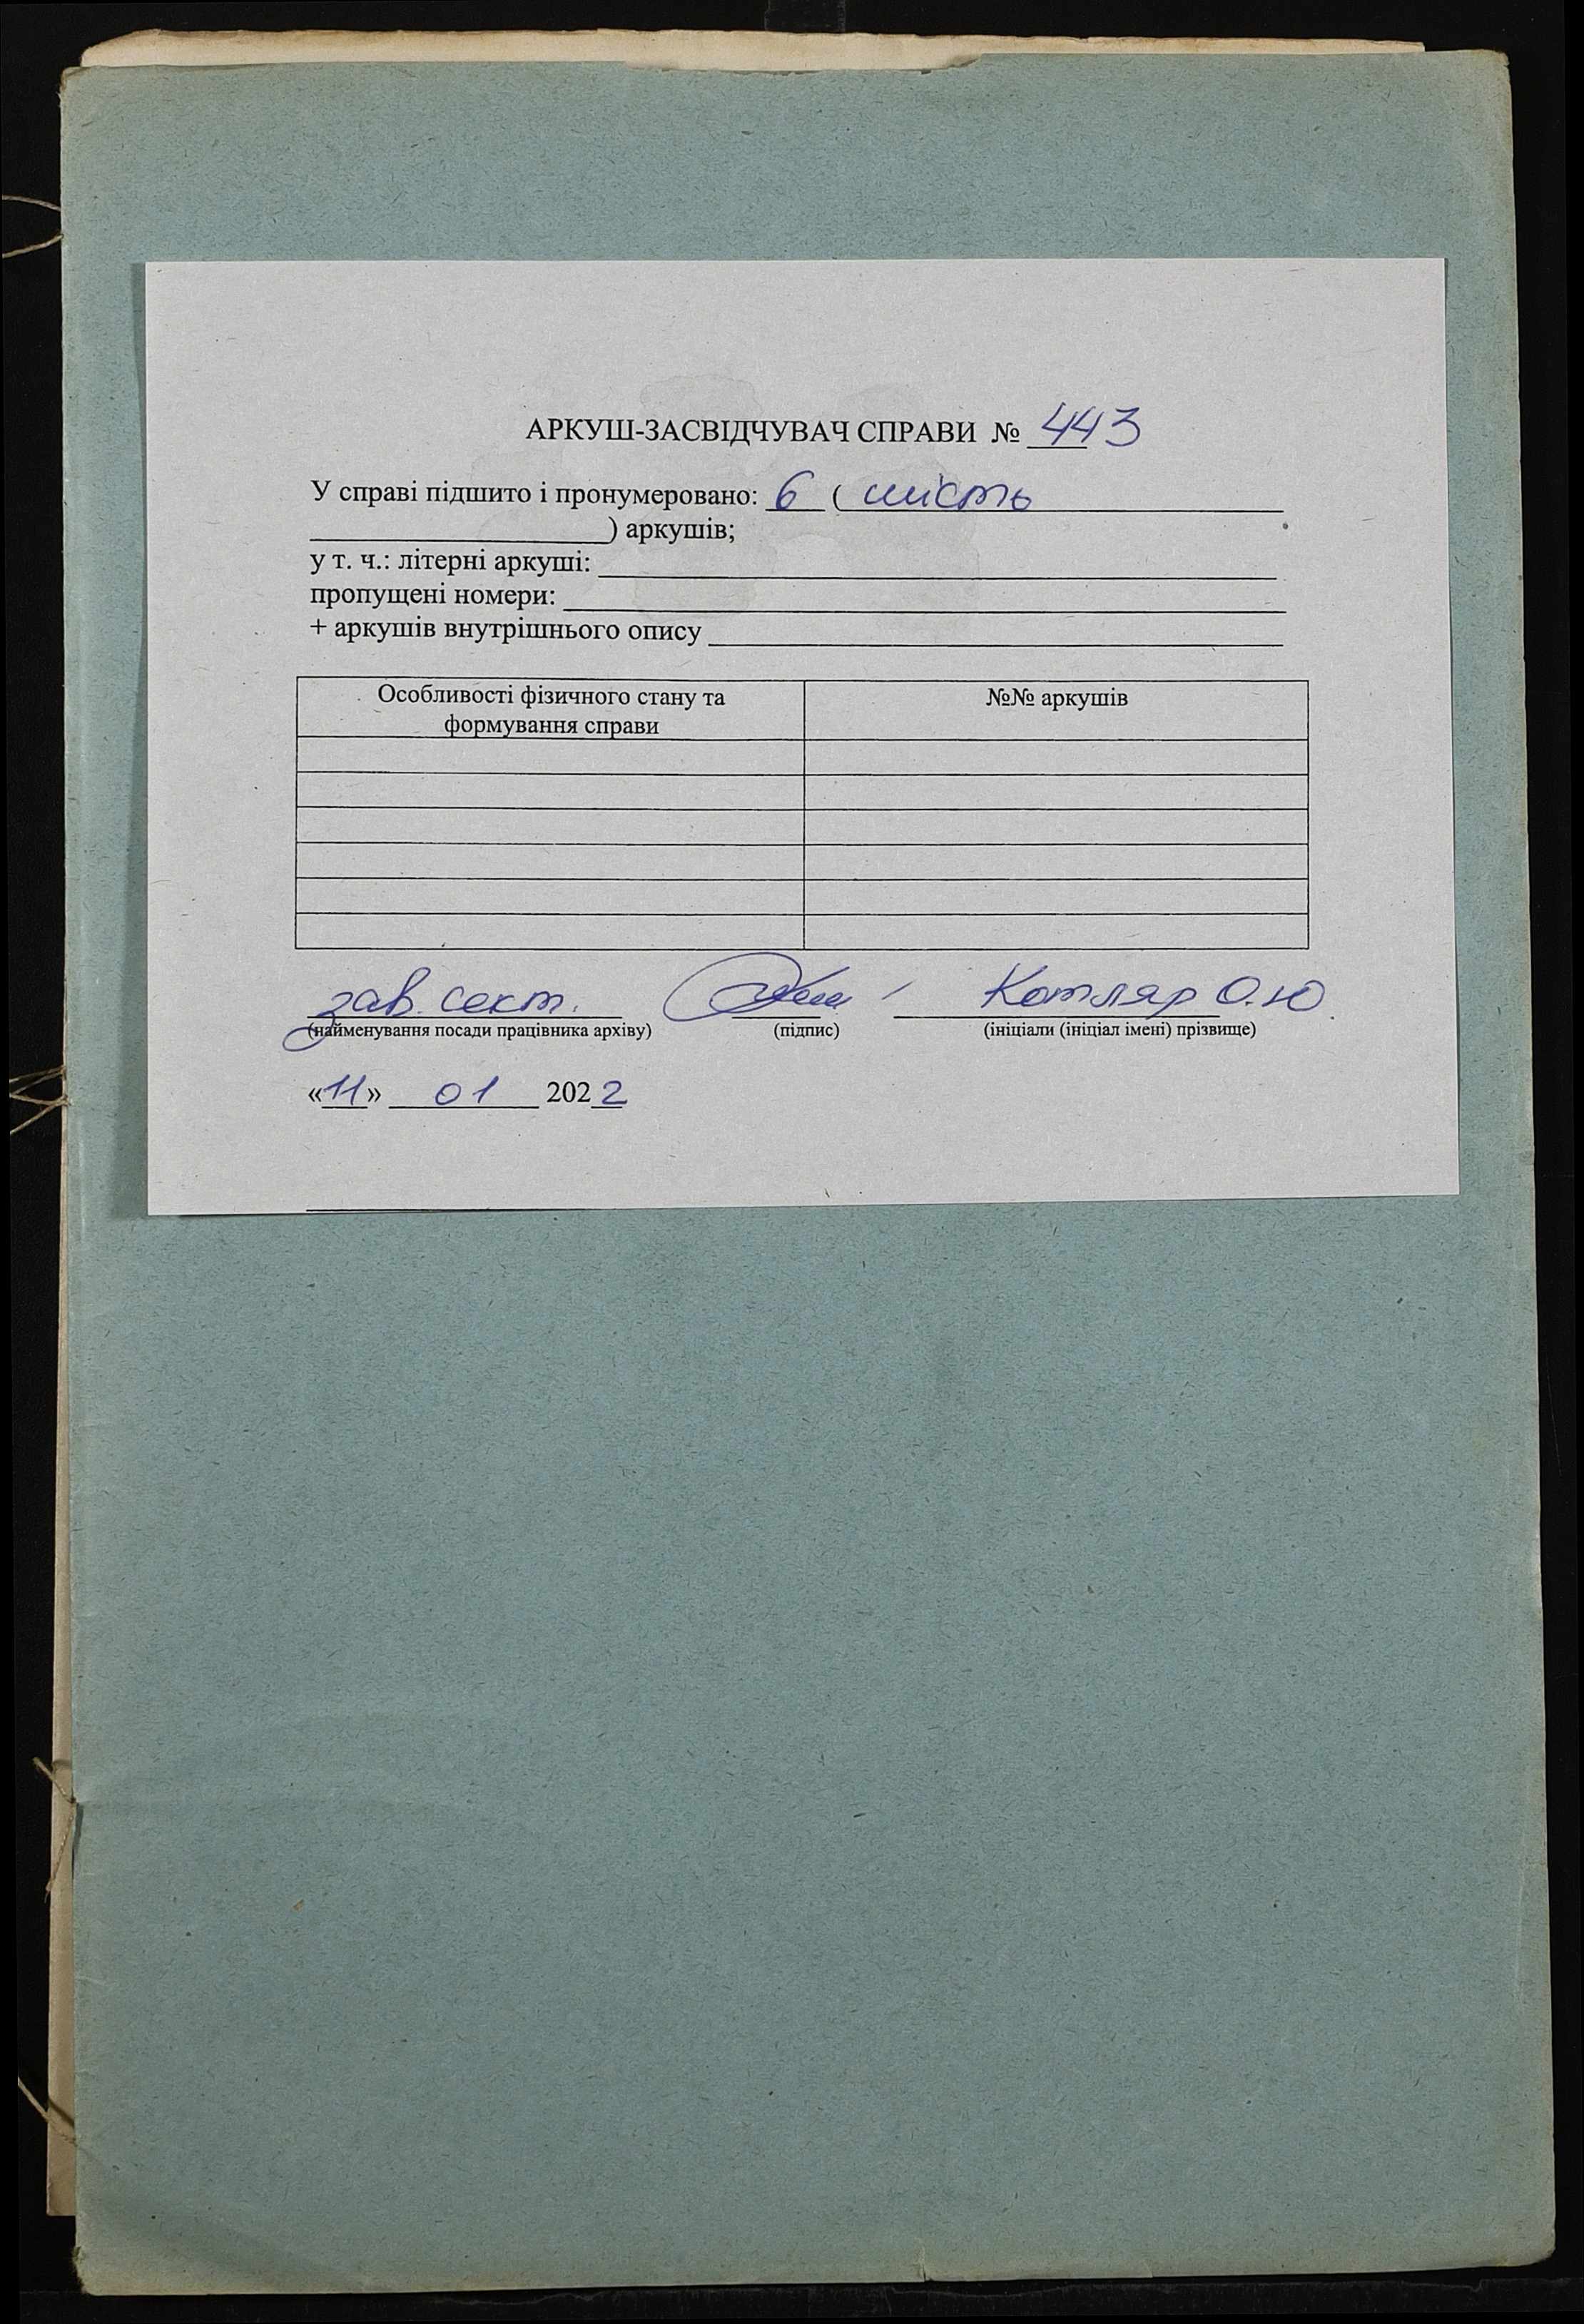 АРКУШ-ЗАСВІДЧУВАЧ СПРАВИ № 443
У справі підшито і пронумеровано: 6 ( шість
) аркушів;
у т. ч.: літерні аркуші:
пропущені номери:
+ аркушів внутрішнього опису
Особливості фізичного стану та
формування справи
№№ аркушів
зав. сект. Котляр О.Ю.
(найменування посади працівника архіву) (підпис) (ініціали (ініціал імені) прізвище)
«11» 01 2022